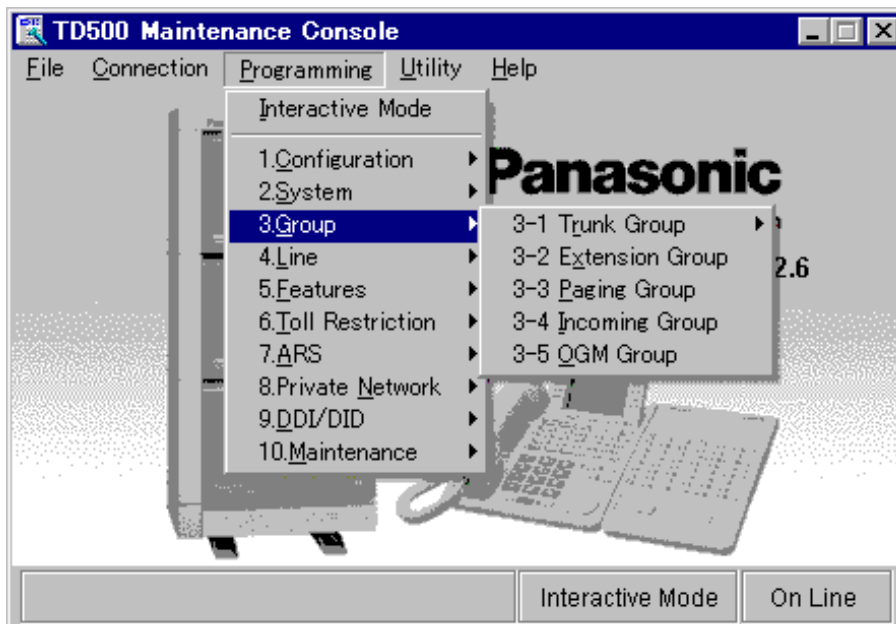 TD500 Maintenance Console
File Connection Programming Utility Help
Interactive Mode
1.Configuration
2.System
3.Group
4.Line
5.Features
6.Toll Restriction
7.ARS
8.Private Network
9.DDI/DID
10.Maintenance
Panasonic
3-1 Trunk Group
3-2 Extension Group
3-3 Paging Group
3-4 Incoming Group
3-5 OGM Group
2.6
Interactive Mode
On Line